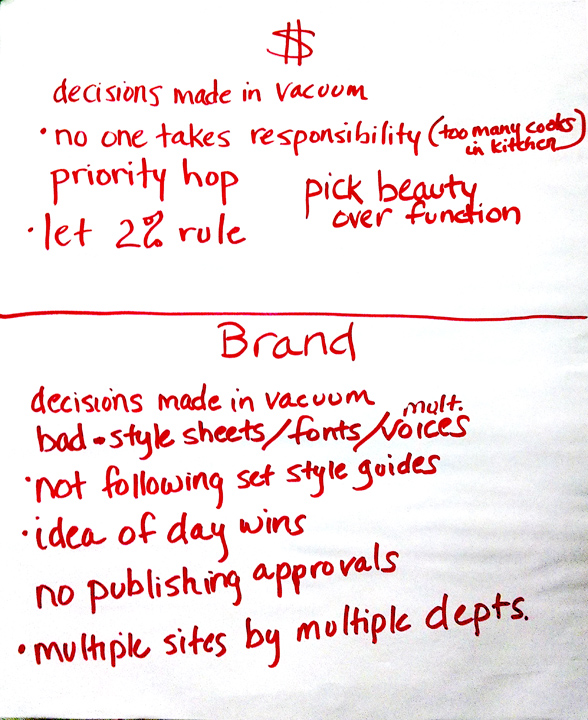 $
decisions made in vacuum
• no one takes responsibility (too many cooks in kitchen)
priority hop
pick beauty
over function
• let 2% rule
Brand
decisions made in vacuum
mult.
bad - style sheets/fonts/voices
• not following set style guides
• idea of day wins
no publishing approvals
• multiple sites by multiple depts.